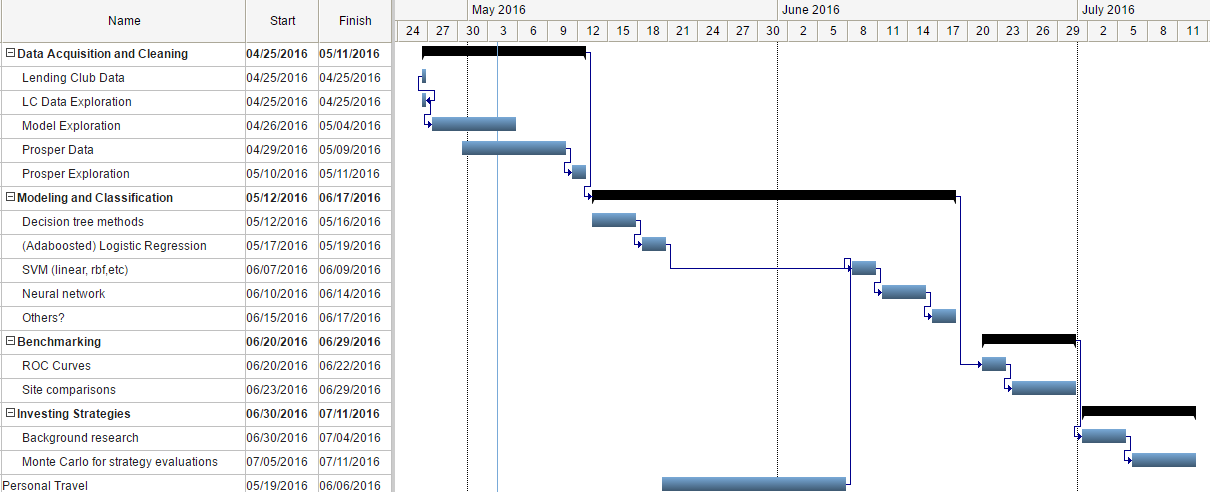 Name Start Finish May 2016 June 2016 July 2016
24 27 30 3 6 9 12 15 18 21 24 27 30 2 5 8 11 14 17 20 23 26 29 2 5 8 11
Data Acquisition and Cleaning 04/25/2016 05/11/2016
Lending Club Data 04/25/2016 04/25/2016
LC Data Exploration 04/25/2016 04/25/2016
Model Exploration 04/26/2016 05/04/2016
Prosper Data 04/29/2016 05/09/2016
Prosper Exploration 05/10/2016 05/11/2016
Modeling and Classification 05/12/2016 06/17/2016
Decision tree methods 05/12/2016 05/16/2016
(Adaboosted) Logistic Regression 05/17/2016 05/19/2016
SVM (linear, rbf,etc) 06/07/2016 06/09/2016
Neural network 06/10/2016 06/14/2016
Others? 06/15/2016 06/17/2016
Benchmarking 06/20/2016 06/29/2016
ROC Curves 06/20/2016 06/22/2016
Site comparisons 06/23/2016 06/29/2016
Investing Strategies 06/30/2016 07/11/2016
Background research 06/30/2016 07/04/2016
Monte Carlo for strategy evaluations 07/05/2016 07/11/2016
Personal Travel 05/19/2016 06/06/2016